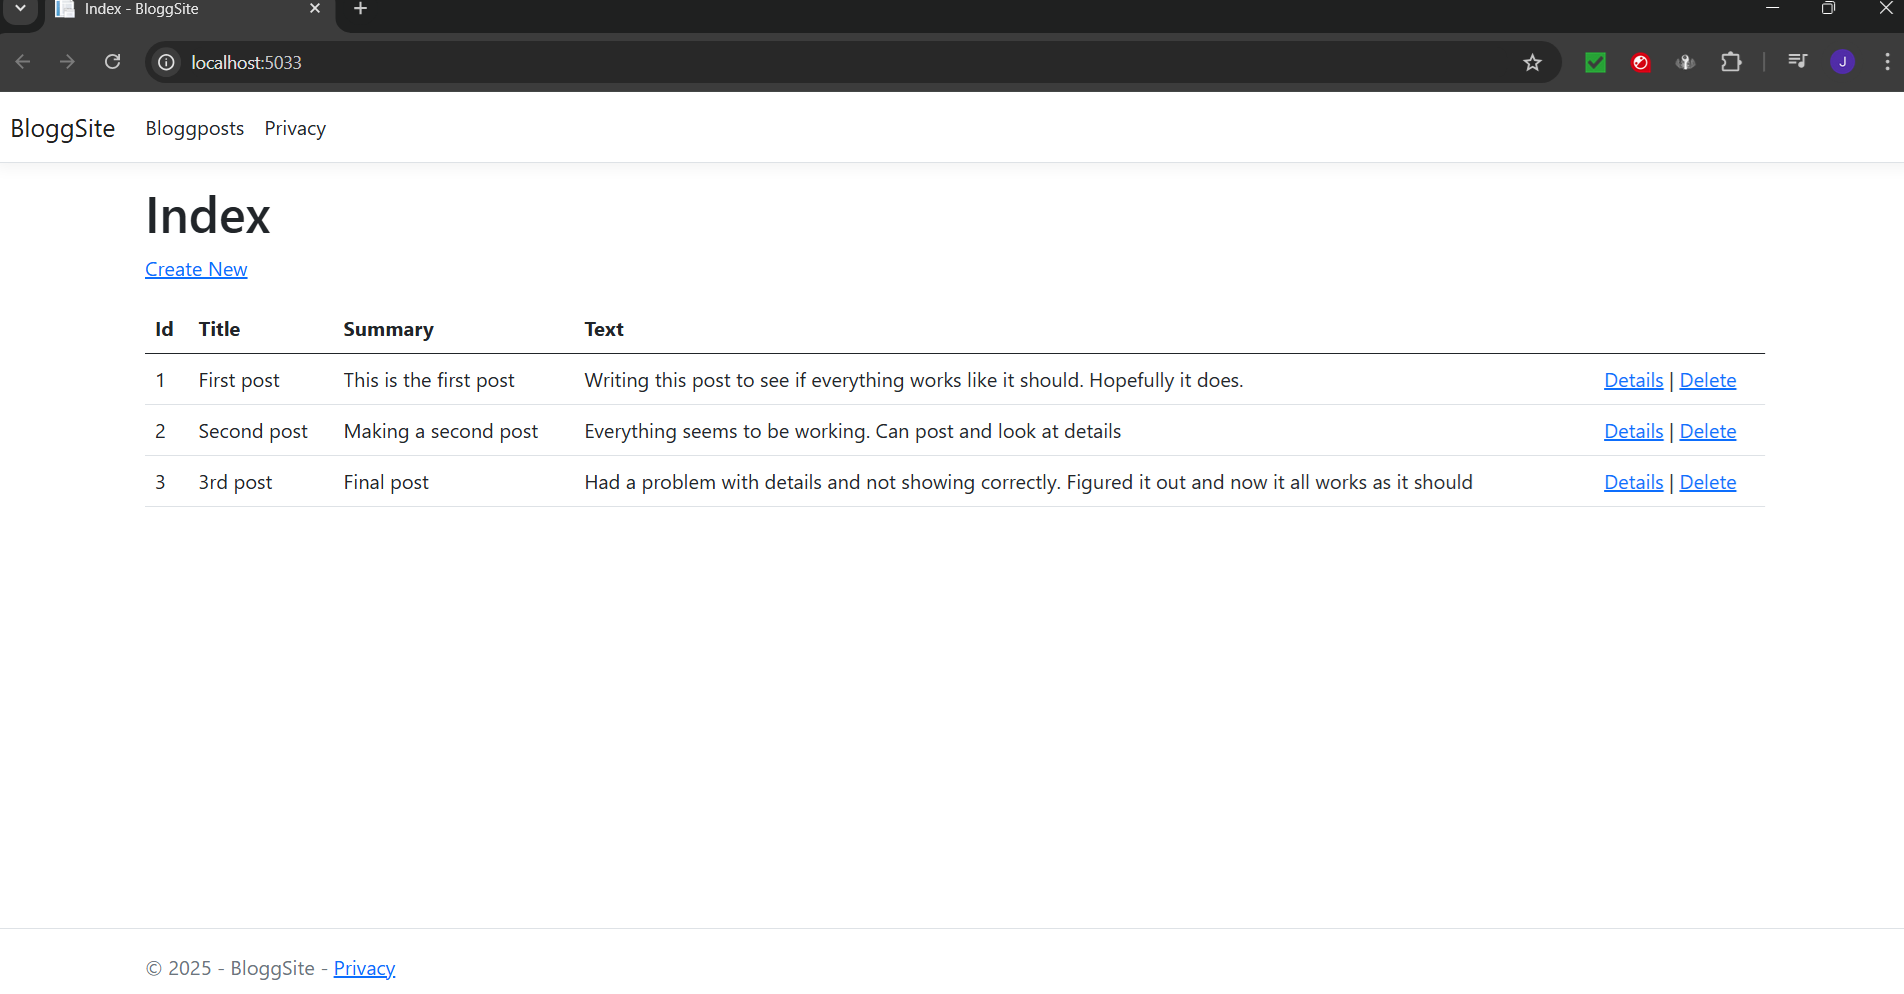 Index - BloggSite
localhost:5033
J
BloggSite Bloggposts Privacy
Index
Create New
Id Title Summary Text
1 First post This is the first post Writing this post to see if everything works like it should. Hopefully it does. Details | Delete
2 Second post Making a second post Everything seems to be working. Can post and look at details Details | Delete
3 3rd post Final post Had a problem with details and not showing correctly. Figured it out and now it all works as it should Details | Delete
© 2025 - BloggSite - Privacy